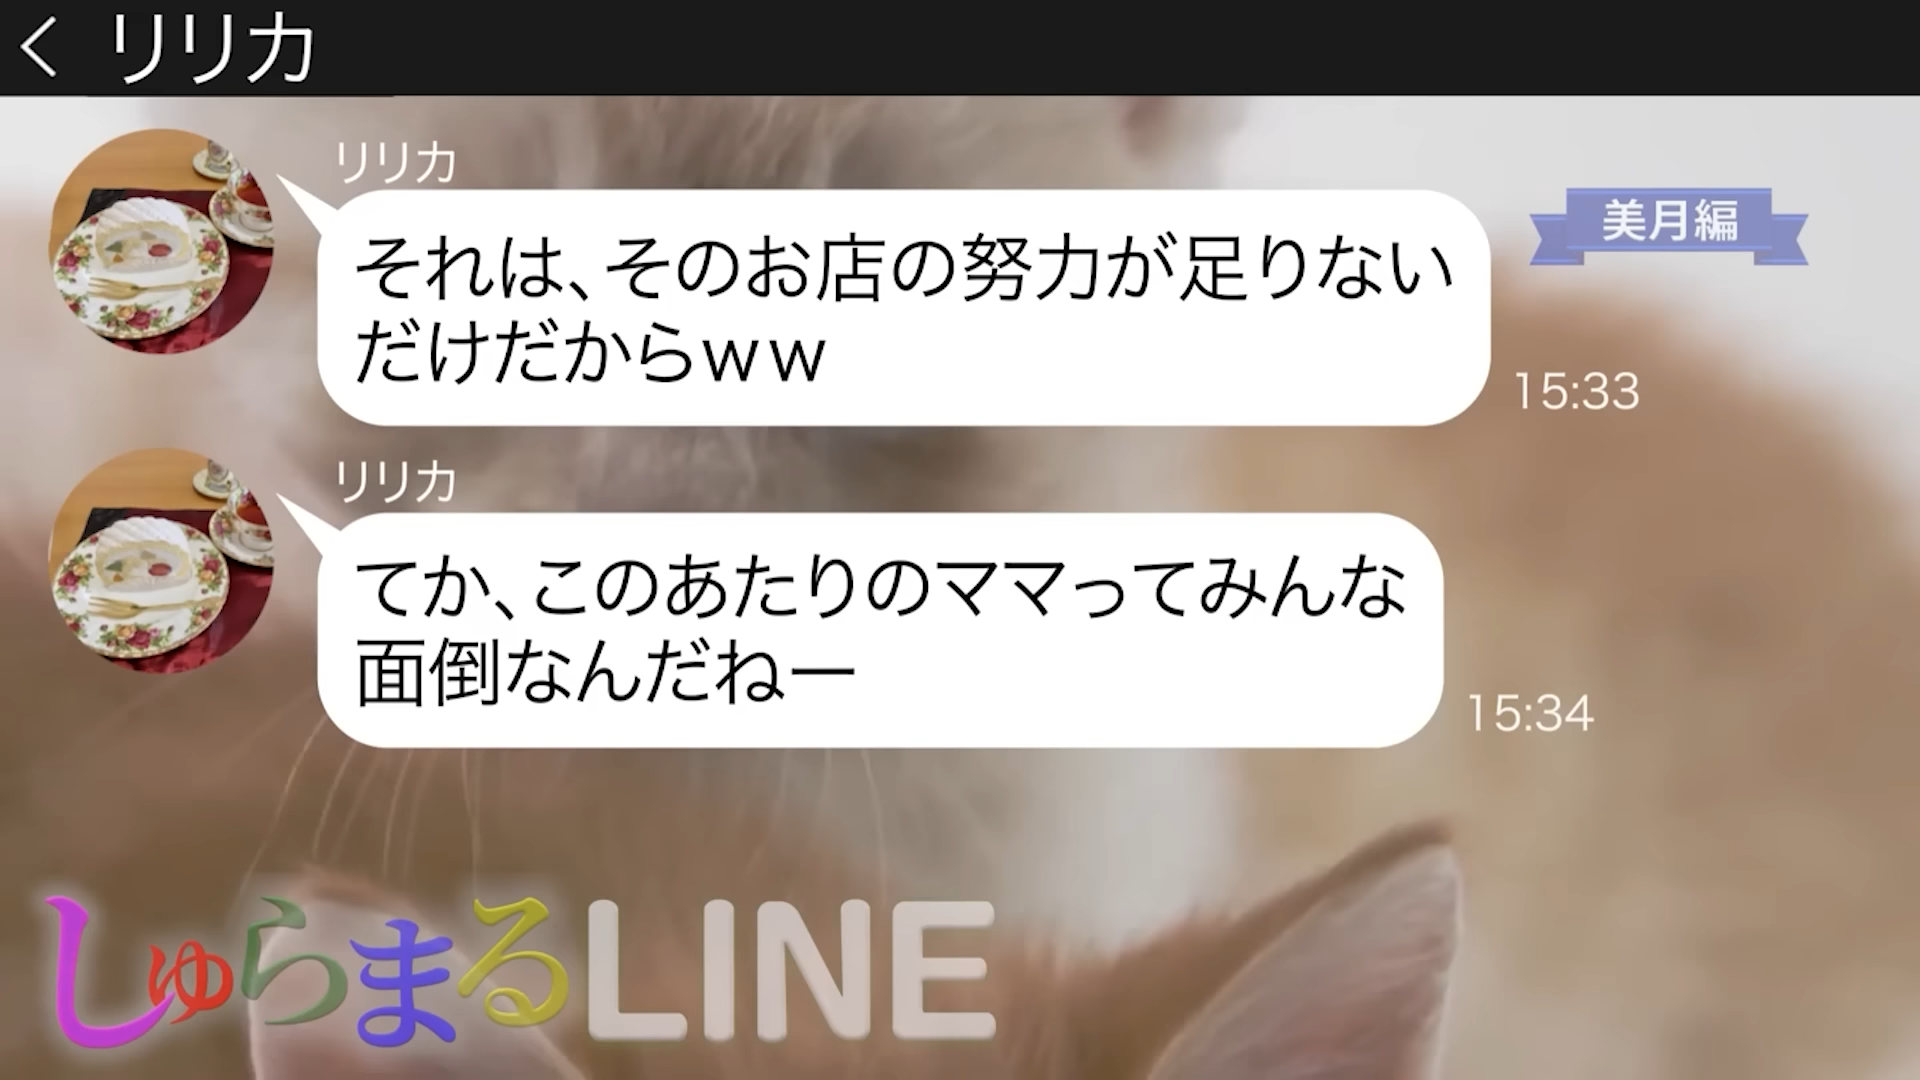 リリカ
リリカ
美月編
それは、そのお店の努力が足りない
だけだからｗｗ
15:33
リリカ
てか、このあたりのママってみんな
面倒なんだねー
15:34
しゅらまるLINE